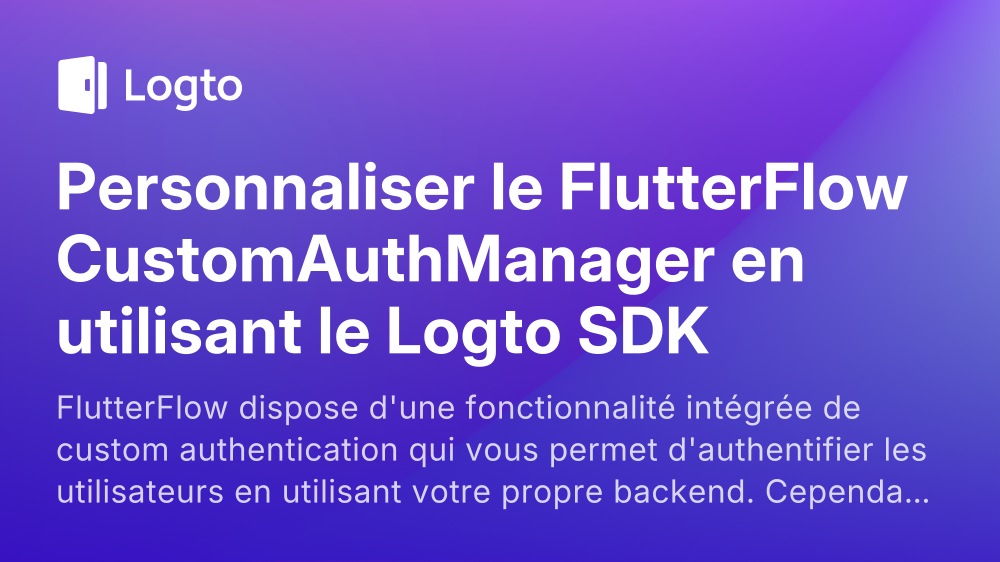 Logto
Personnaliser le FlutterFlow
CustomAuthManager en
utilisant le Logto SDK
FlutterFlow dispose d'une fonctionnalité intégrée de
custom authentication qui vous permet d'authentifier les
utilisateurs en utilisant votre propre backend. Cependa...